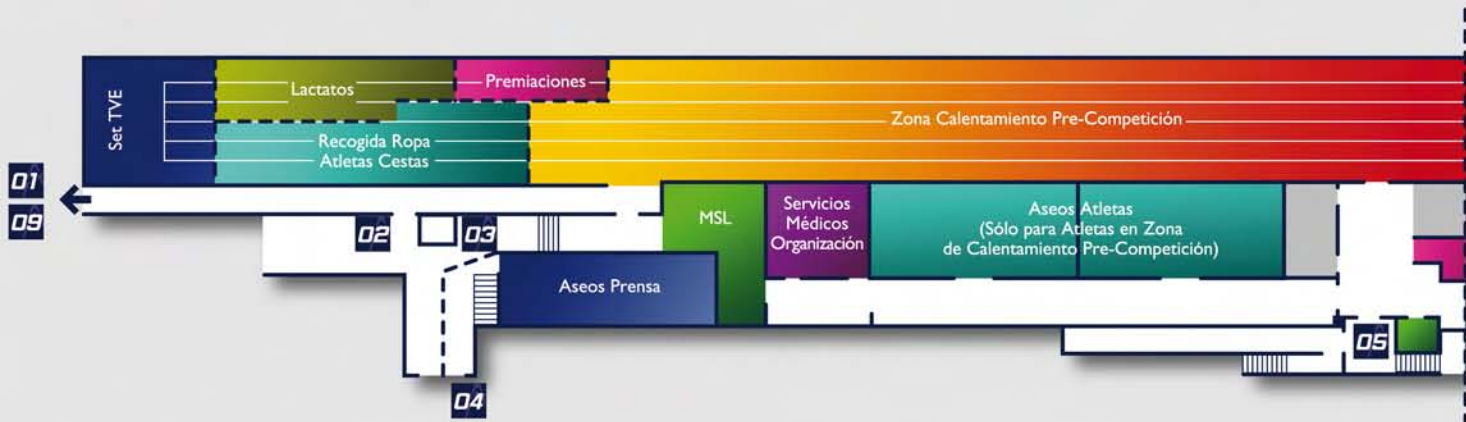 Set TVE
Lactatos
Premiaciones
Recogida Ropa
Atletas Cestas
Zona Calentamiento Pre-Competición
01
09
02
03
MSL
Servicios
Médicos
Organización
Aseos Atletas
(Sólo para Atletas en Zona
de Calentamiento Pre-Competición)
Aseos Prensa
04
05